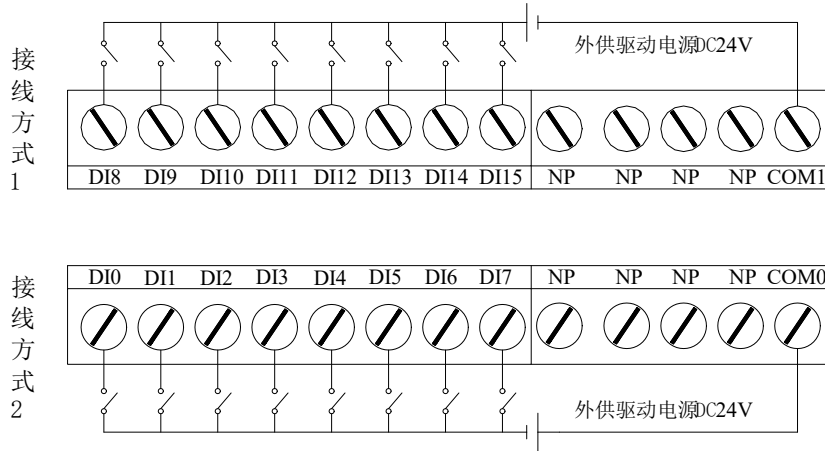 外供驱动电源DC24V
接线方式1
DI8 DI9 DI10 DI11 DI12 DI13 DI14 DI15 NP NP NP NP COM1
DI0 DI1 DI2 DI3 DI4 DI5 DI6 DI7 NP NP NP NP COM0
接线方式2
外供驱动电源DC24V